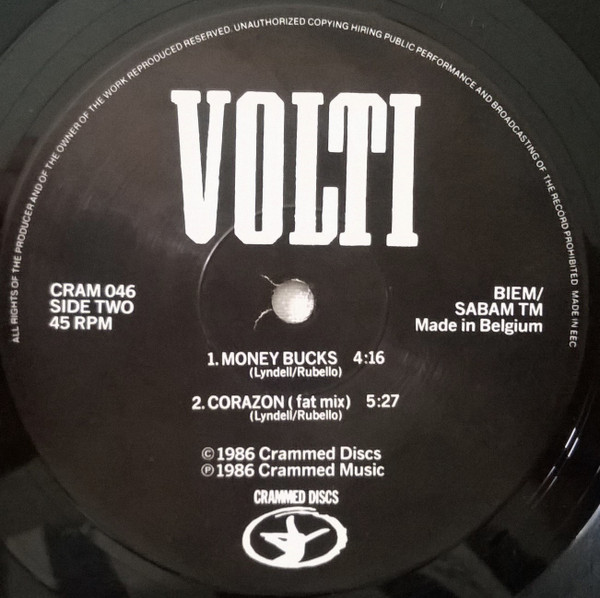 ALL RIGHTS OF THE PRODUCER AND OF THE OWNER OF THE WORK REPRODUCED RESERVED. UNAUTHORIZED COPYING HIRING PUBLIC PERFORMANCE AND BROADCASTING OF THE RECORD PROHIBITED MADE IN EEC
VOLTI
CRAM 046
SIDE TWO
45 RPM
BIEM/
SABAM TM
Made in Belgium
1. MONEY BUCKS 4:16
(Lyndell/Rubello)
2. CORAZON ( fat mix) 5:27
(Lyndell/Rubello)
©1986 Crammed Discs
℗1986 Crammed Music
CRAMMED DISCS